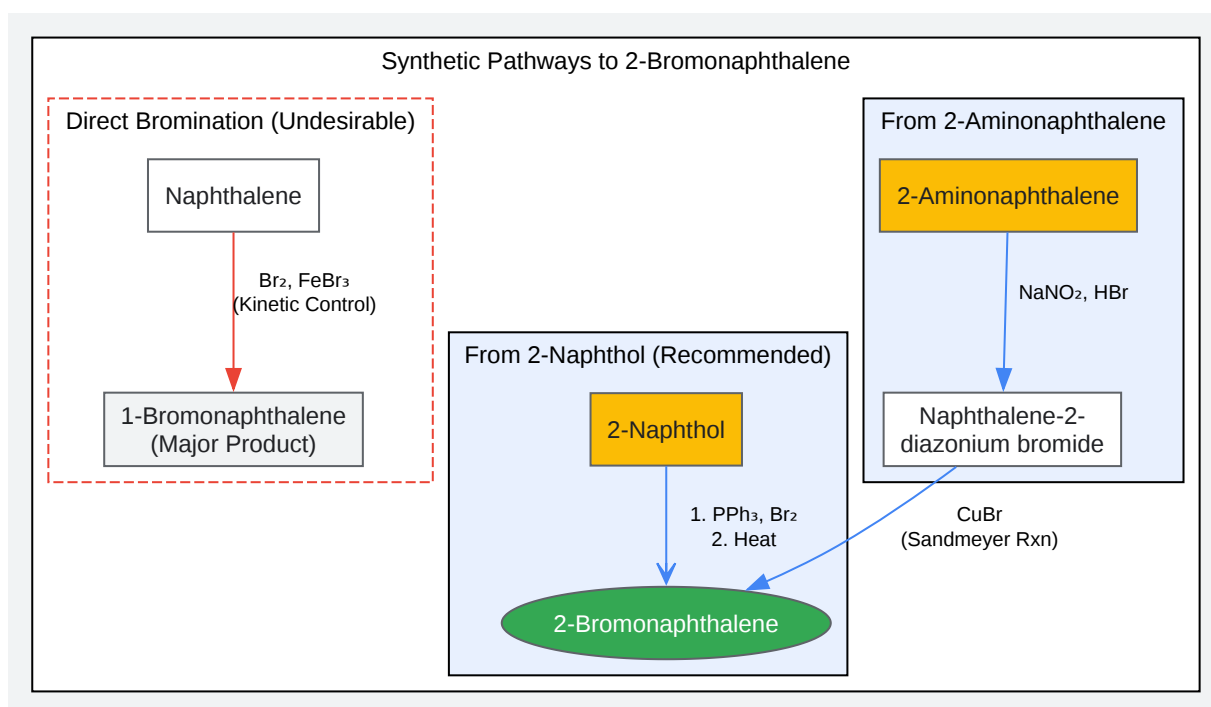 Synthetic Pathways to 2-Bromonaphthalene
Direct Bromination (Undesirable)
Naphthalene
Br₂, FeBr₃
(Kinetic Control)
1-Bromonaphthalene
(Major Product)
From 2-Naphthol (Recommended)
2-Naphthol
1. PPh₃, Br₂
2. Heat
2-Bromonaphthalene
From 2-Aminonaphthalene
2-Aminonaphthalene
NaNO₂, HBr
Naphthalene-2-
diazonium bromide
CuBr
(Sandmeyer Rxn)